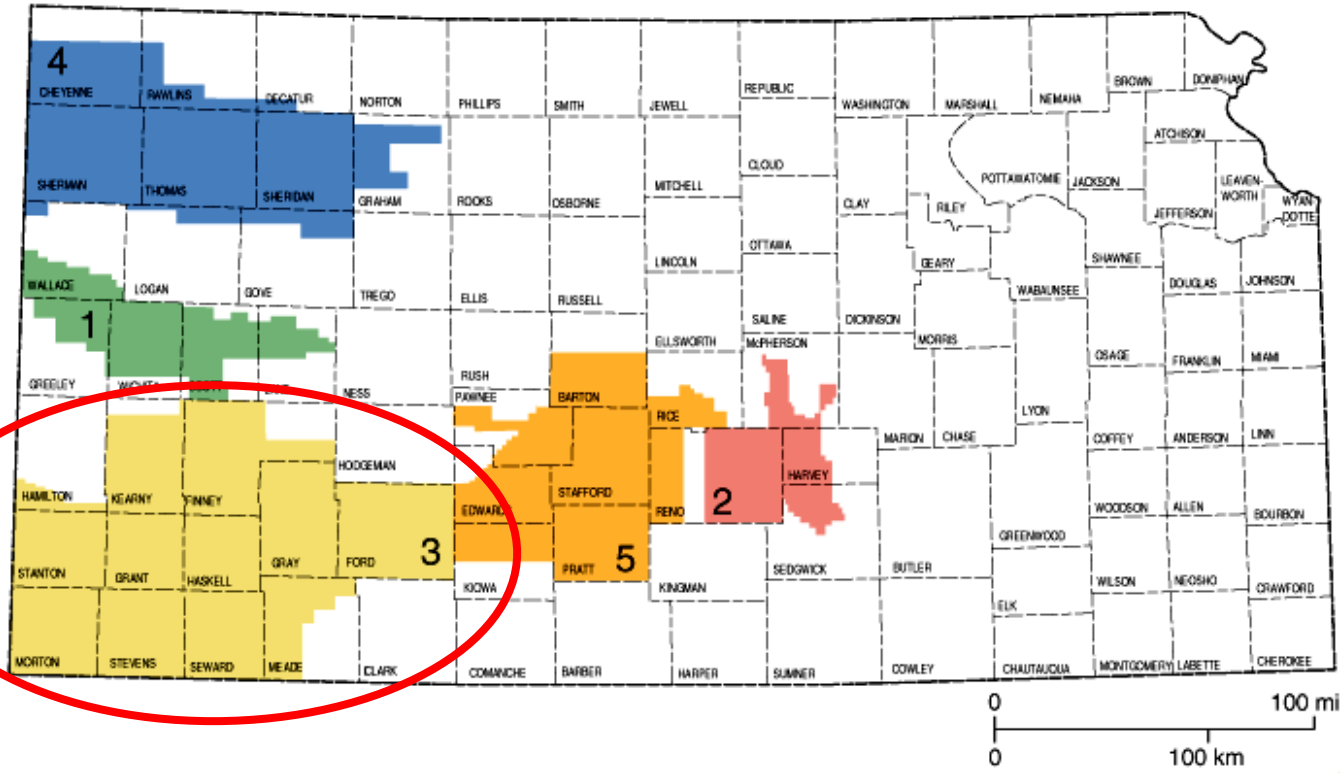 4
CHEYENNE RAWLINS DECATUR NORTON PHILLIPS SMITH JEWELL REPUBLIC WASHINGTON MARSHALL NEMAHA BROWN DONIPHAN
ATCHISON
SHERMAN THOMAS SHERIDAN GRAHAM ROOKS OSBORNE MITCHELL CLOUD CLAY RILEY POTTAWATOMIE JACKSON JEFFERSON LEAVEN-
WORTH
WYAN
DOTTE
WALLACE LOGAN GOVE TREGO ELLIS RUSSELL LINCOLN OTTAWA GEARY WABAUNSEE SHAWNEE DOUGLAS JOHNSON
1
SALINE DICKINSON MORRIS
ELLSWORTH McPHERSON OSAGE FRANKLIN MIAMI
GREELEY WICHITA NESS RUSH
PAWNEE BARTON RICE MARION CHASE LYON COFFEY ANDERSON LINN
HAMILTON KEARNY FINNEY HODGEMAN EDWARDS STAFFORD RENO 2 HARVEY WOODSON ALLEN BOURBON
STANTON GRANT HASKELL GRAY FORD 3 KIOWA PRATT 5 KINGMAN SEDGWICK BUTLER GREENWOOD WILSON NEOSHO CRAWFORD
ELK
MORTON STEVENS SEWARD MEADE CLARK COMANCHE BARBER HARPER SUMNER COWLEY CHAUTAUQUA MONTGOMERY LABETTE CHEROKEE
0 100 mi
0 100 km